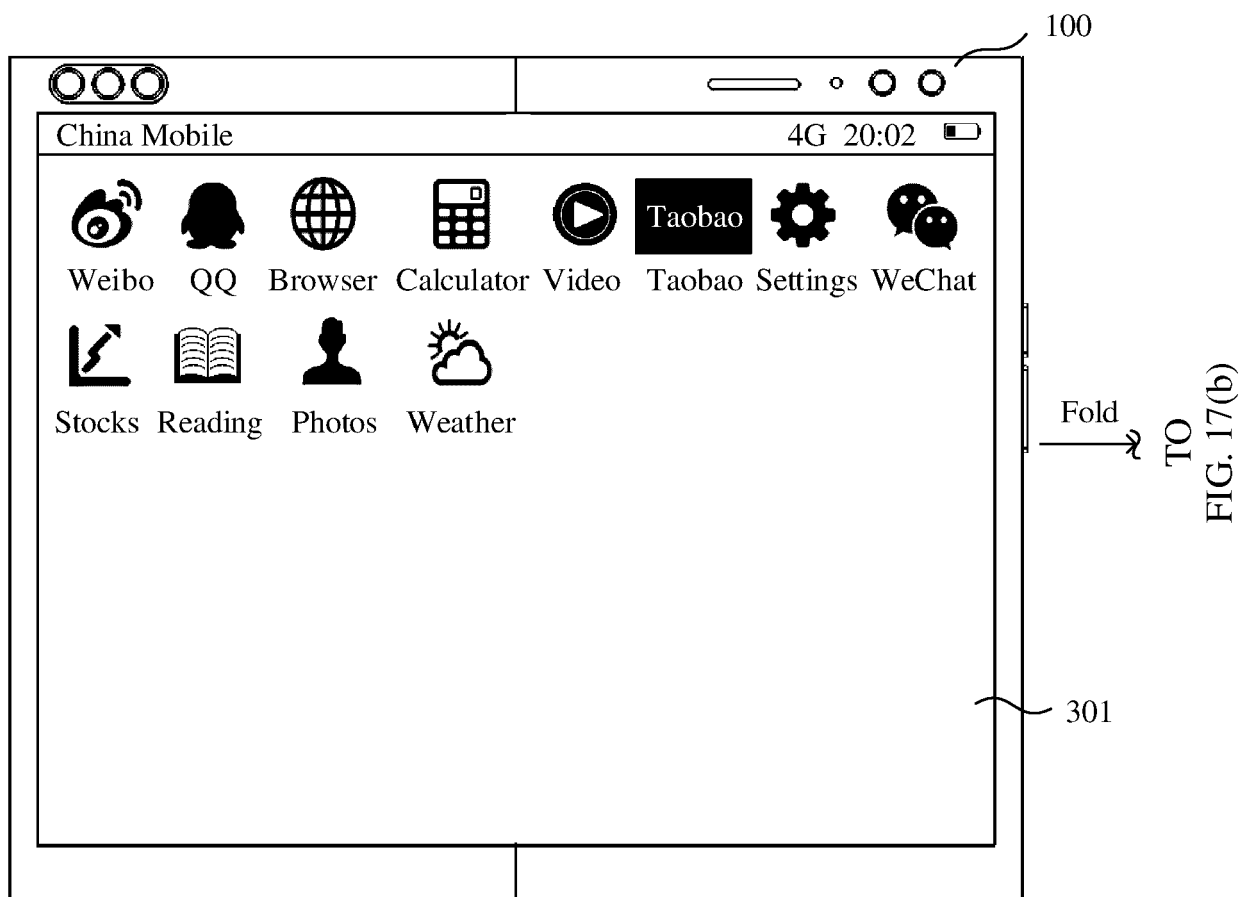 100
China Mobile 4G 20:02
Taobao
Weibo QQ Browser Calculator Video Taobao Settings WeChat
Stocks Reading Photos Weather
Fold
TO
FIG. 17(b)
301